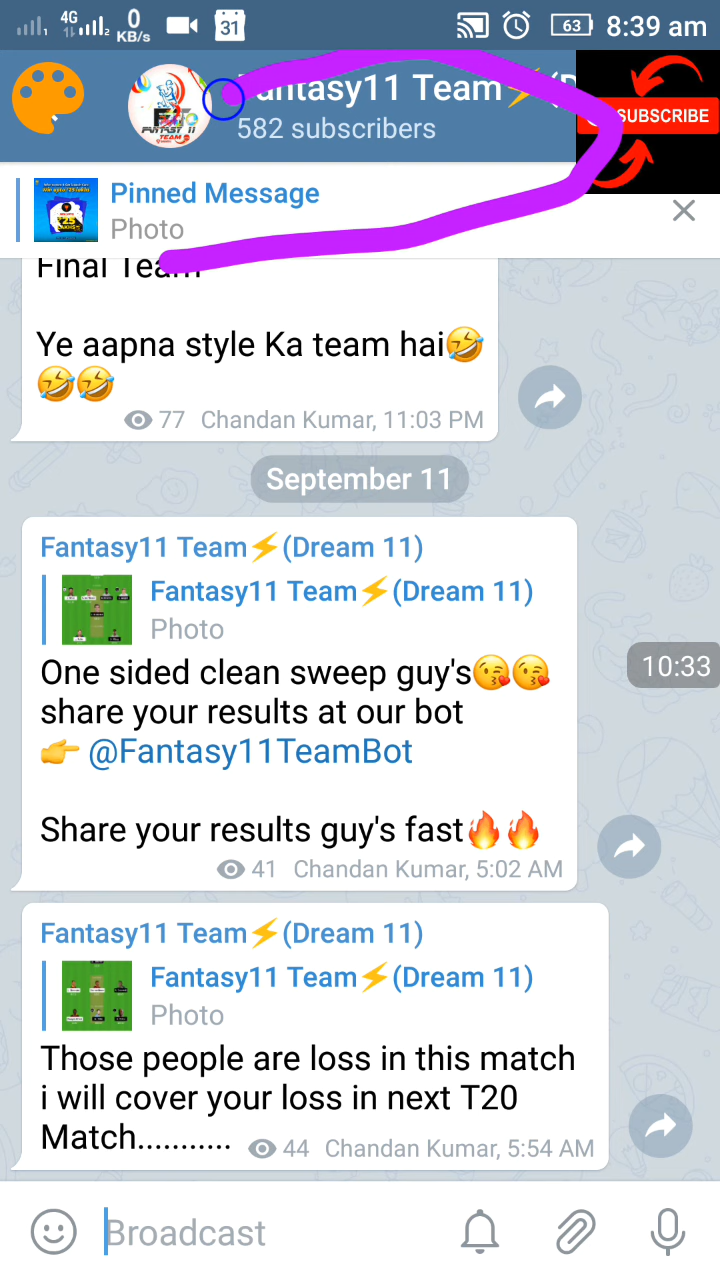 4G
0
KB/s
31
63
8:39 am
Fantasy11 Team⚡(D
582 subscribers
SUBSCRIBE
Pinned Message
Photo
Final Team
Ye aapna style Ka team hai🤣
🤣🤣
77 Chandan Kumar, 11:03 PM
September 11
Fantasy11 Team⚡(Dream 11)
Fantasy11 Team⚡(Dream 11)
Photo
One sided clean sweep guy's😘😘
share your results at our bot
👉 @Fantasy11TeamBot
Share your results guy's fast🔥🔥
41 Chandan Kumar, 5:02 AM
10:33
Fantasy11 Team⚡(Dream 11)
Fantasy11 Team⚡(Dream 11)
Photo
Those people are loss in this match
i will cover your loss in next T20
Match...........
44 Chandan Kumar, 5:54 AM
Broadcast